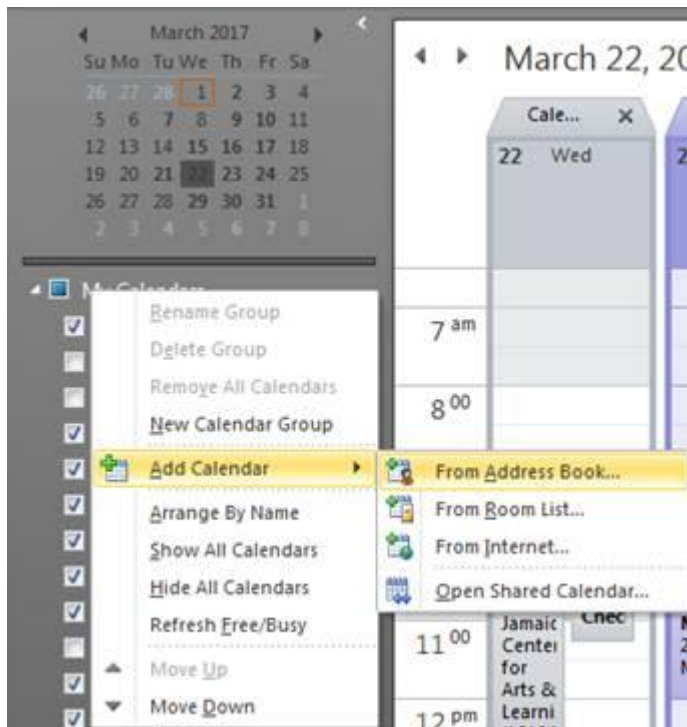 March 2017
Su Mo Tu We Th Fr Sa
26 27 28 1 2 3 4
5 6 7 8 9 10 11
12 13 14 15 16 17 18
19 20 21 22 23 24 25
26 27 28 29 30 31 1
2 3 4 5 6 7 8
My Calendars
Rename Group
Delete Group
Remove All Calendars
New Calendar Group
Add Calendar
Arrange By Name
Show All Calendars
Hide All Calendars
Refresh Free/Busy
Move Up
Move Down
From Address Book...
From Room List...
From Internet...
Open Shared Calendar...
March 22, 20
Cale...
22 Wed
2
7 am
8 00
11 00
12 pm
Jamaic
Center
for
Arts &
Learni
Chec